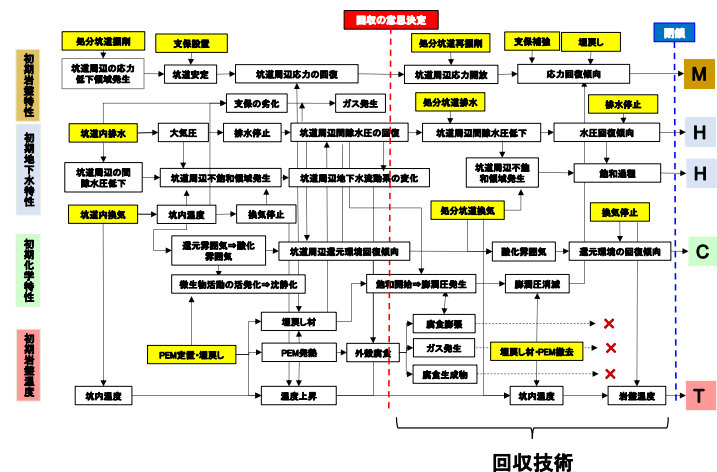 回収の意思決定
閉鎖
処分坑道掘削
支保設置
処分坑道再掘削
支保補強
埋戻し
初期岩盤特性
坑道周辺の応力
低下領域発生
坑道安定
坑道周辺応力の回復
坑道周辺応力開放
応力回復傾向
M
支保の劣化
ガス発生
処分坑道排水
排水停止
初期地下水特性
坑道内排水
大気圧
排水停止
坑道周辺間隙水圧の回復
坑道周辺間隙水圧低下
水圧回復傾向
H
坑道周辺の間
隙水圧低下
坑道周辺不飽和領域発生
坑道周辺地下水流動系の変化
坑道周辺不飽
和領域発生
飽和過程
H
坑道内換気
坑内温度
換気停止
処分坑道換気
換気停止
初期化学特性
還元雰囲気⇒酸化
雰囲気
坑道周辺還元環境回復傾向
酸化雰囲気
還元環境の回復傾向
C
微生物活動の活発化⇒沈静化
飽和開始⇒膨潤圧発生
膨潤圧消滅
埋戻し材
腐食膨張
初期岩盤温度
PEM定置・埋戻し
PEM発熱
外殻腐食
ガス発生
埋戻し材・PEM撤去
腐食生成物
坑内温度
温度上昇
坑内温度
岩盤温度
T
回収技術